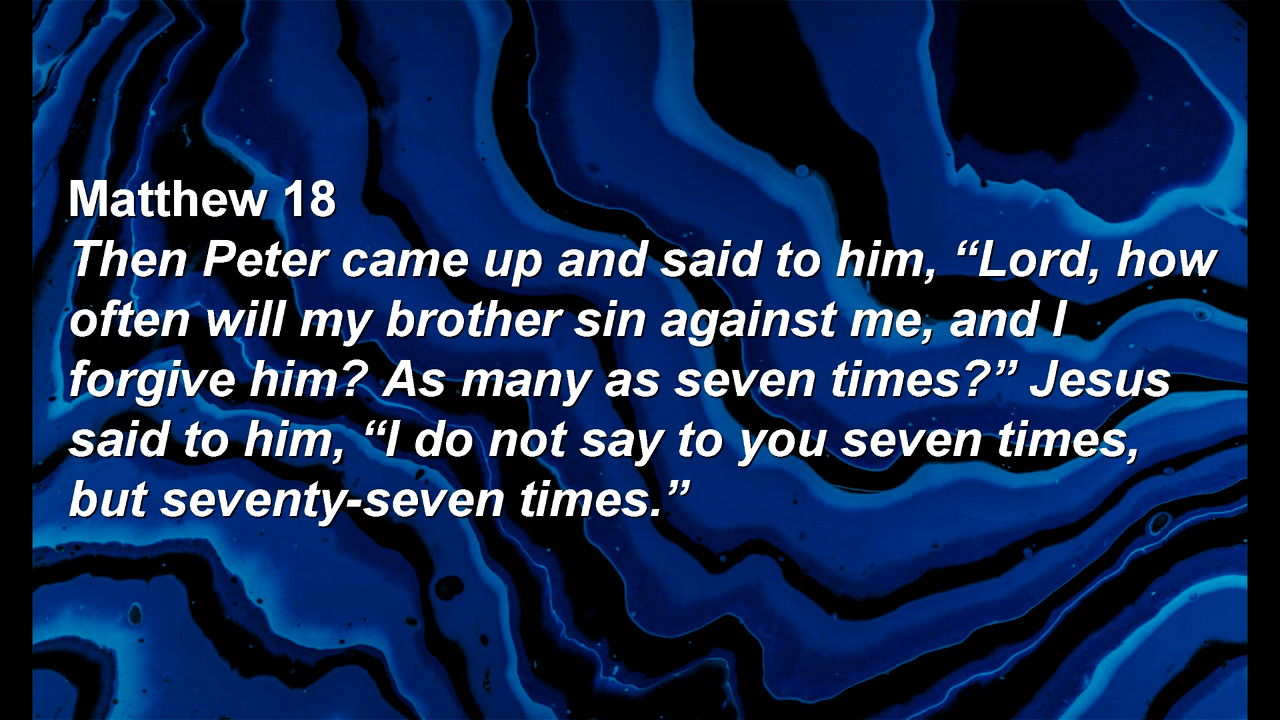 Matthew 18
Then Peter came up and said to him, “Lord, how
often will my brother sin against me, and I
forgive him? As many as seven times?” Jesus
said to him, “I do not say to you seven times,
but seventy-seven times.”